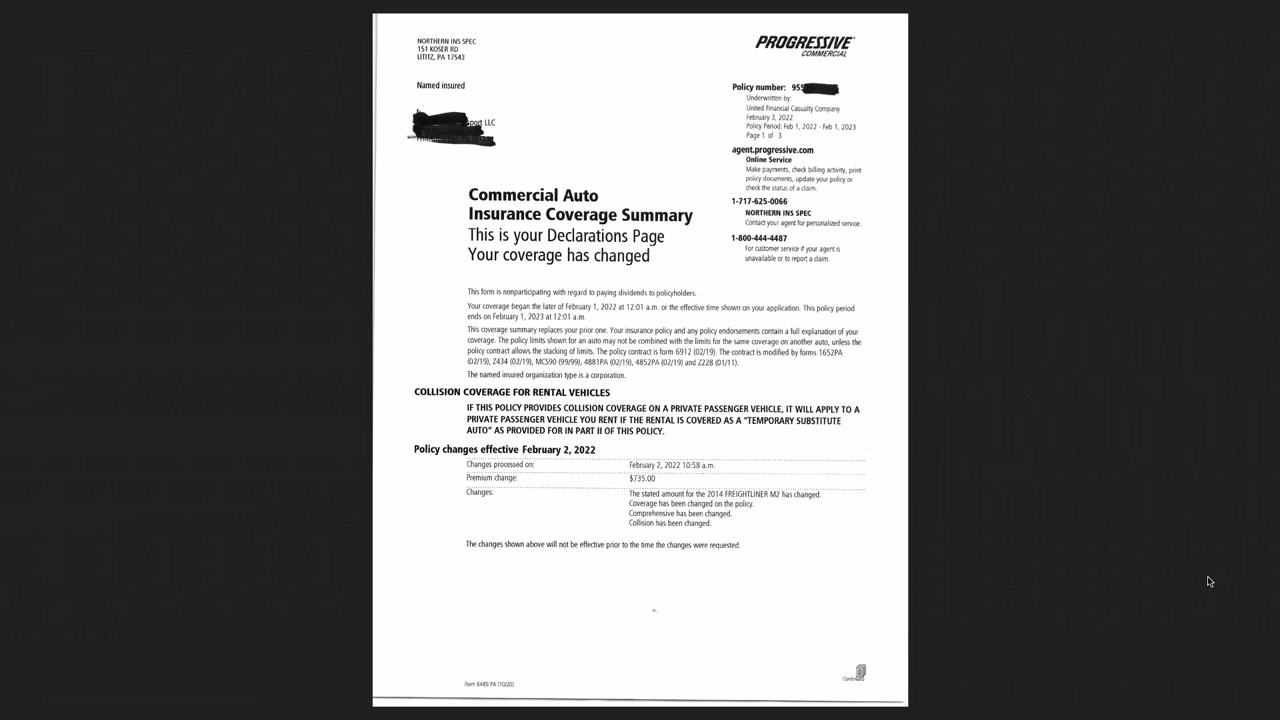 NORTHERN INS SPEC
151 KOSER RD
LITITZ, PA 17543
PROGRESSIVE
COMMERCIAL
Named insured
port LLC
Policy number: 955
Underwritten by:
United Financial Casualty Company
February 3, 2022
Policy Period: Feb 1, 2022 - Feb 1, 2023
Page 1 of 3
agent.progressive.com
Online Service
Make payments, check billing activity, print
policy documents, update your policy or
check the status of a claim.
1-717-625-0066
NORTHERN INS SPEC
Contact your agent for personalized service.
1-800-444-4487
For customer service if your agent is
unavailable or to report a claim.
Commercial Auto
Insurance Coverage Summary
This is your Declarations Page
Your coverage has changed
This form is nonparticipating with regard to paying dividends to policyholders.
Your coverage began the later of February 1, 2022 at 12:01 a.m. or the effective time shown on your application. This policy period
ends on February 1, 2023 at 12:01 a.m.
This coverage summary replaces your prior one. Your insurance policy and any policy endorsements contain a full explanation of your
coverage. The policy limits shown for an auto may not be combined with the limits for the same coverage on another auto, unless the
policy contract allows the stacking of limits. The policy contract is form 6912 (02/19). The contract is modified by forms 1652PA
(02/19), Z434 (02/19), MCS90 (99/99), 4881PA (02/19), 4852PA (02/19) and Z228 (01/11).
The named insured organization type is a corporation.
COLLISION COVERAGE FOR RENTAL VEHICLES
IF THIS POLICY PROVIDES COLLISION COVERAGE ON A PRIVATE PASSENGER VEHICLE, IT WILL APPLY TO A
PRIVATE PASSENGER VEHICLE YOU RENT IF THE RENTAL IS COVERED AS A "TEMPORARY SUBSTITUTE
AUTO" AS PROVIDED FOR IN PART II OF THIS POLICY.
Policy changes effective February 2, 2022
Changes processed on: February 2, 2022 10:58 a.m.
Premium change: $735.00
Changes: The stated amount for the 2014 FREIGHTLINER M2 has changed.
Coverage has been changed on the policy.
Comprehensive has been changed.
Collision has been changed.
The changes shown above will not be effective prior to the time the changes were requested.
Form 6489 PA (10/20)
Continued